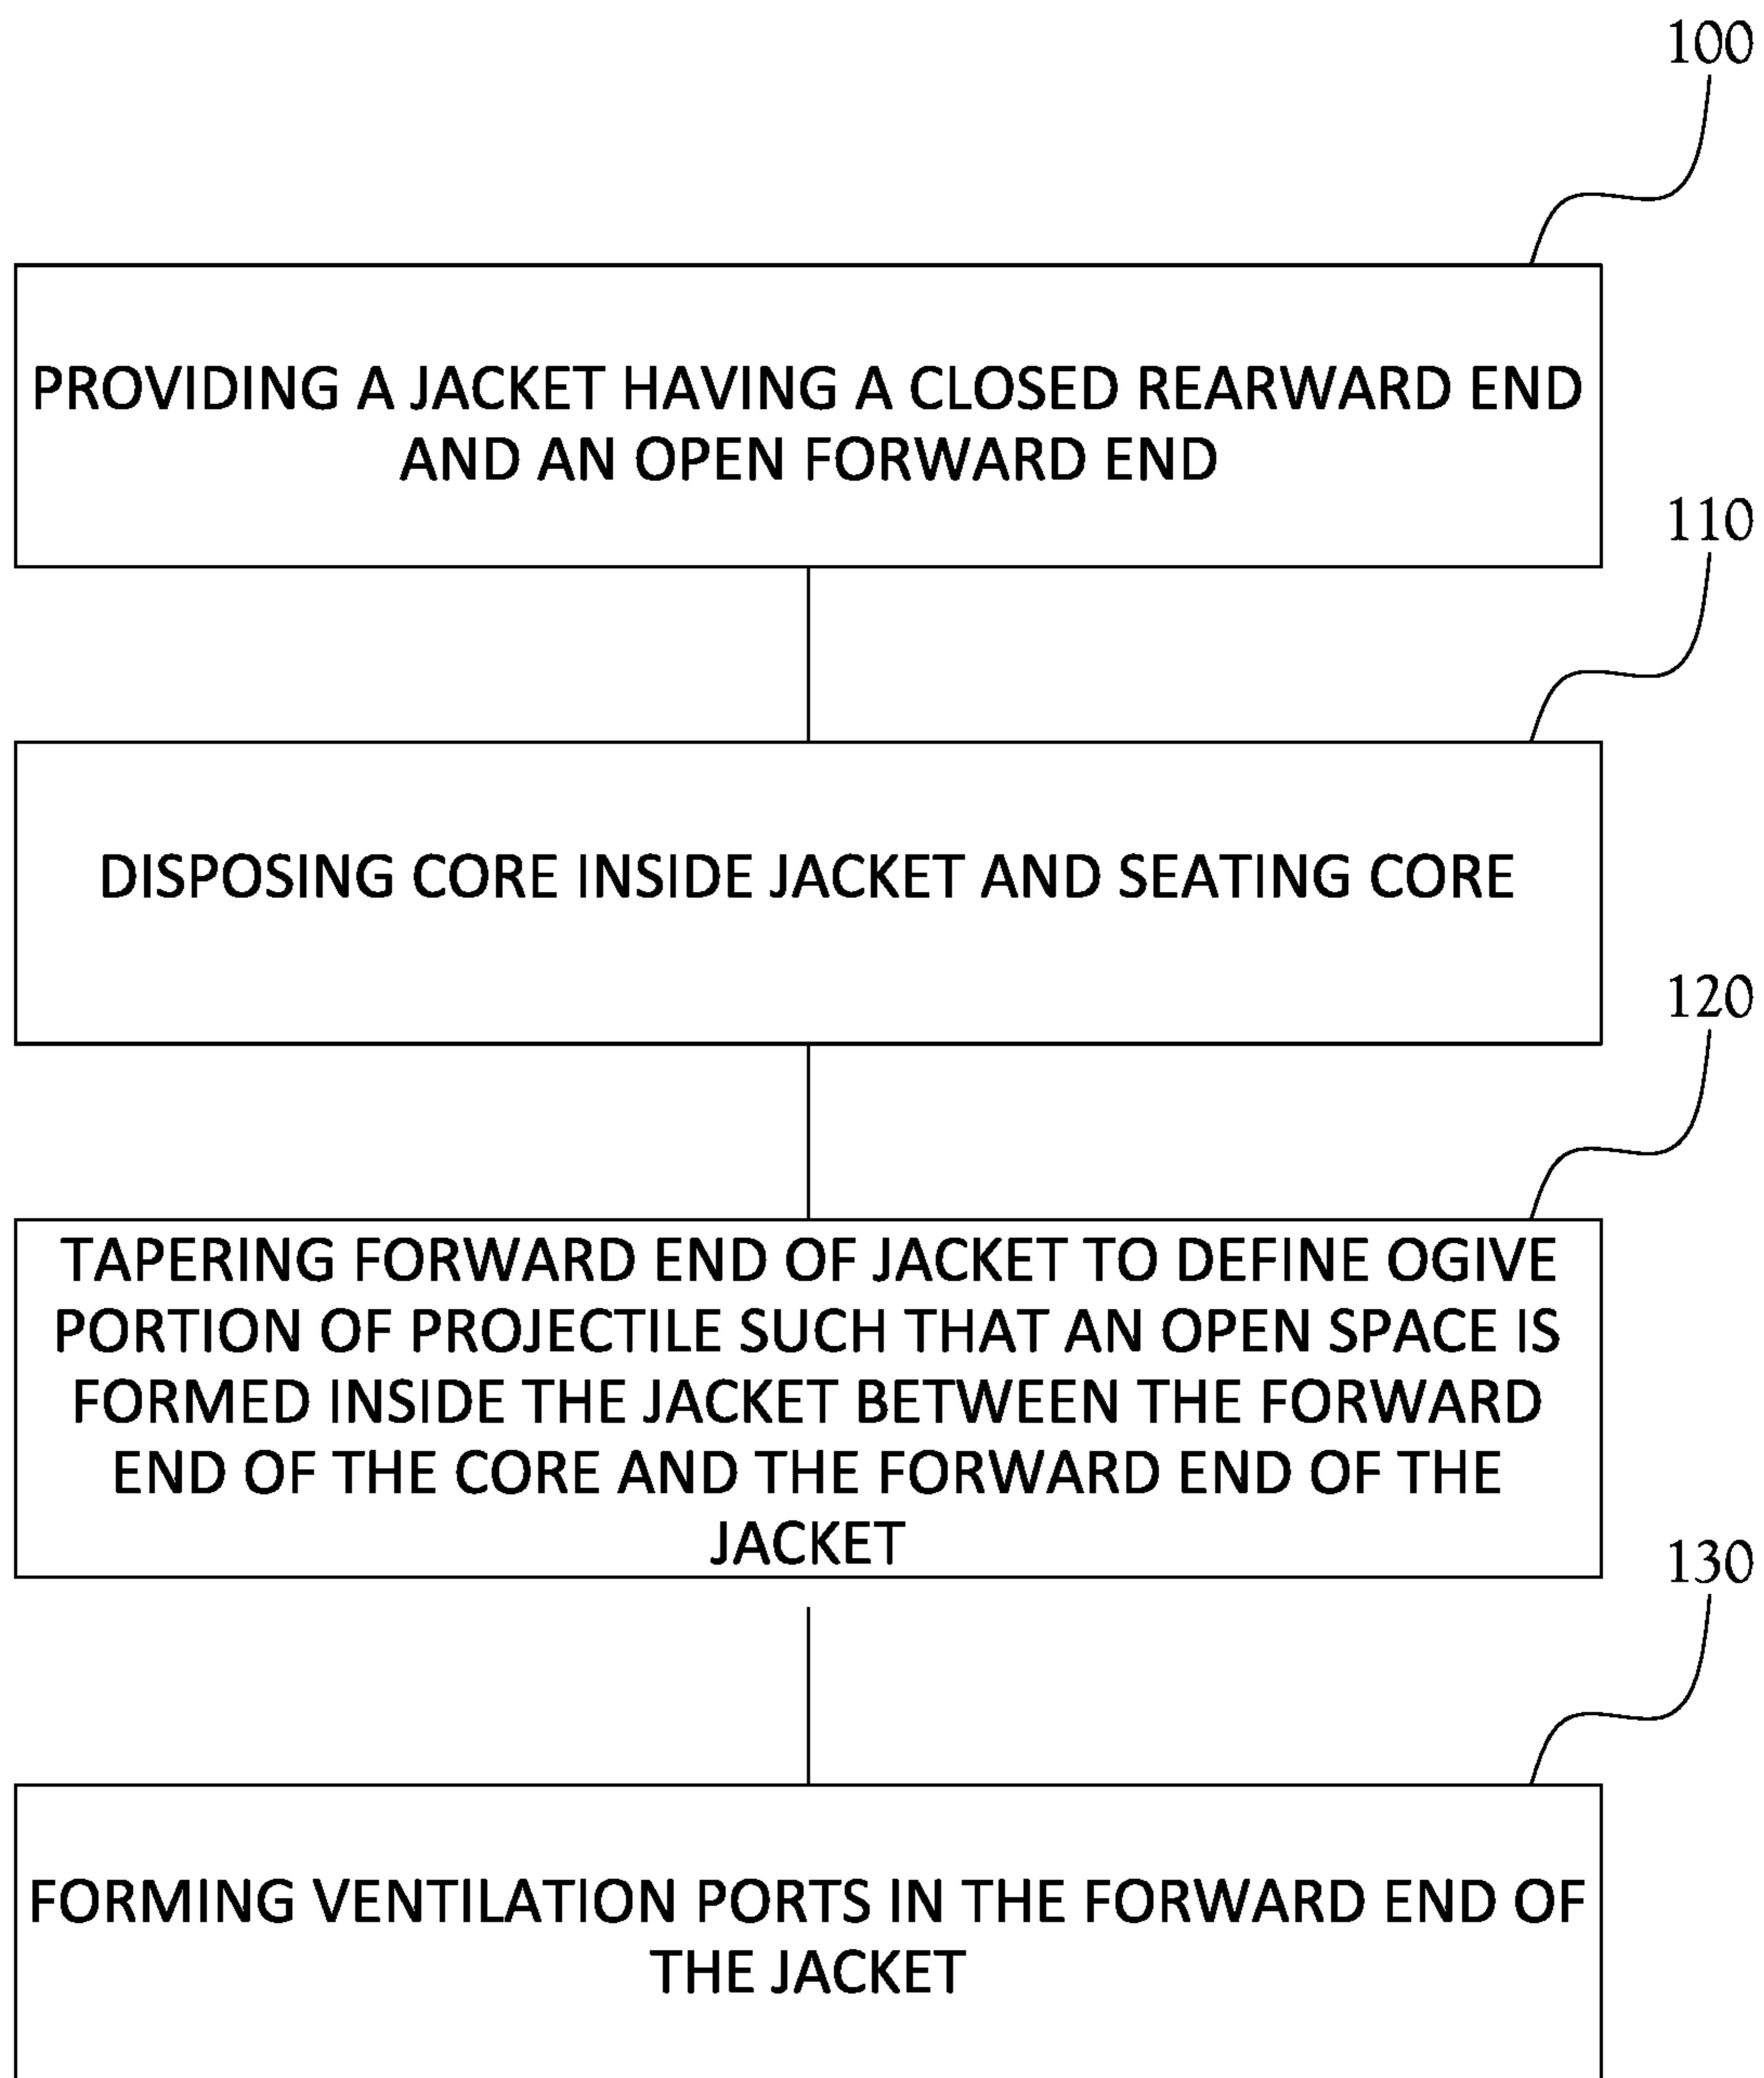 100
PROVIDING A JACKET HAVING A CLOSED REARWARD END
AND AN OPEN FORWARD END
110
DISPOSING CORE INSIDE JACKET AND SEATING CORE
120
TAPERING FORWARD END OF JACKET TO DEFINE OGIVE
PORTION OF PROJECTILE SUCH THAT AN OPEN SPACE IS
FORMED INSIDE THE JACKET BETWEEN THE FORWARD
END OF THE CORE AND THE FORWARD END OF THE
JACKET
130
FORMING VENTILATION PORTS IN THE FORWARD END OF
THE JACKET